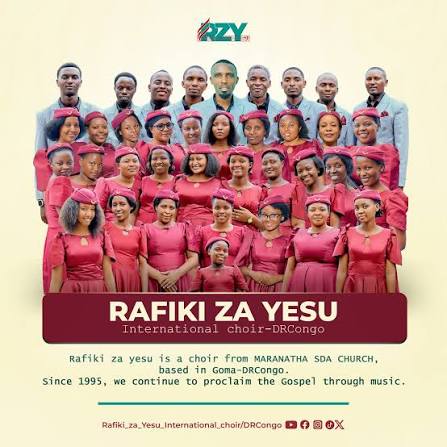 RZY
RAFIKI ZA YESU
International choir-DRCongo
Rafiki za yesu is a choir from MARANATHA SDA CHURCH,
based in Goma-DRCongo.
Since 1995, we continue to proclaim the Gospel through music.
Rafiki_za_Yesu_International_choir/DRCongo